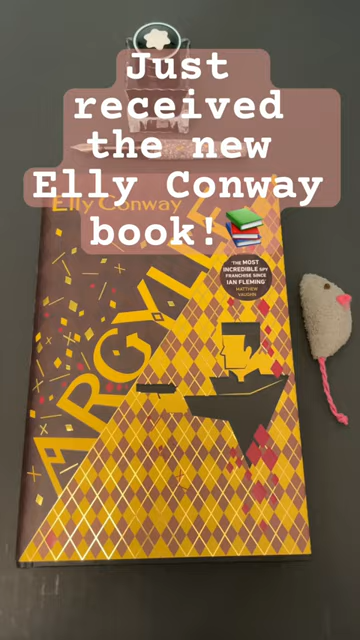 Just
received
the new
Elly Conway
book! 📚
Elly Conway
ARGYLLE
'THE MOST
INCREDIBLE SPY
FRANCHISE SINCE
IAN FLEMING'
MATTHEW
VAUGHN